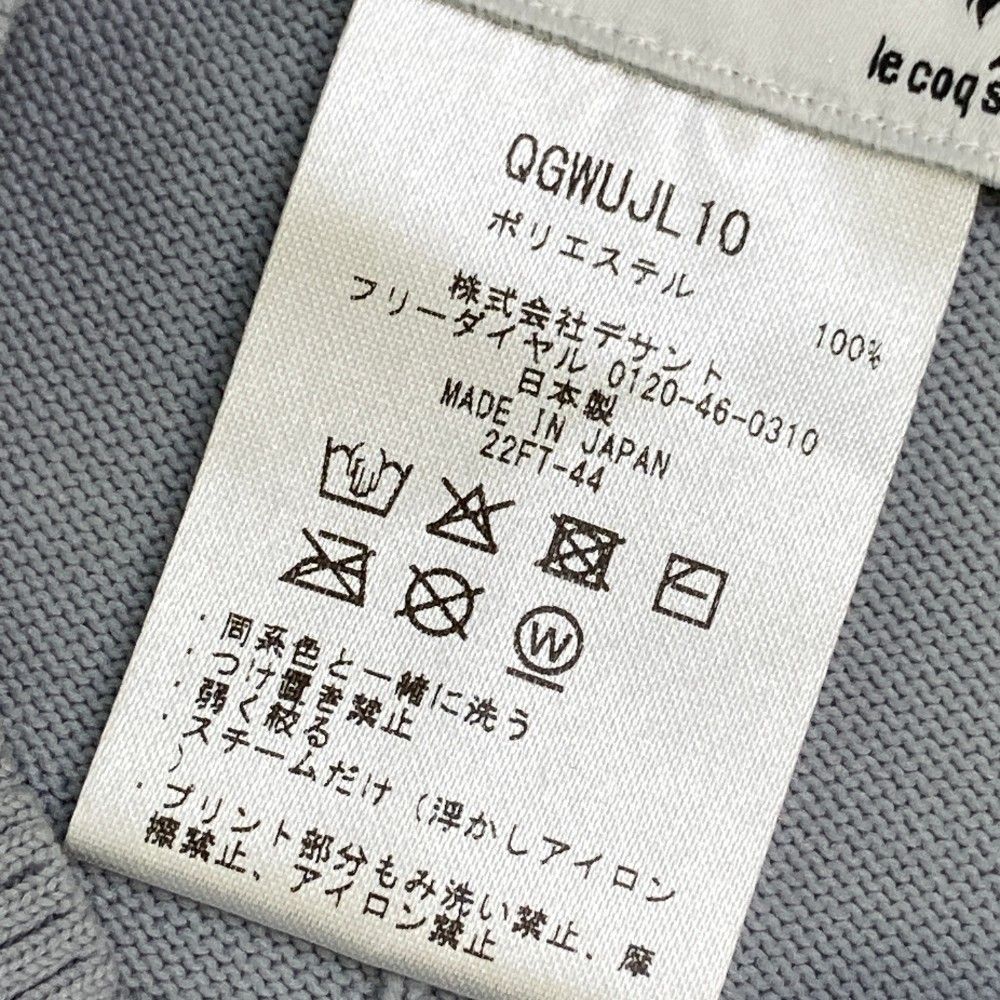 le coq s
QGWUJL10
ポリエステル 100%
株式会社デサント
フリーダイヤル 0120-46-0310
日本製
MADE IN JAPAN
22FT-44
W
・同系色と一緒に洗う
・つけ置き禁止
・弱く絞る
・スチームだけ(浮かしアイロン
)
・プリント部分もみ洗い禁止、摩
擦禁止、アイロン禁止